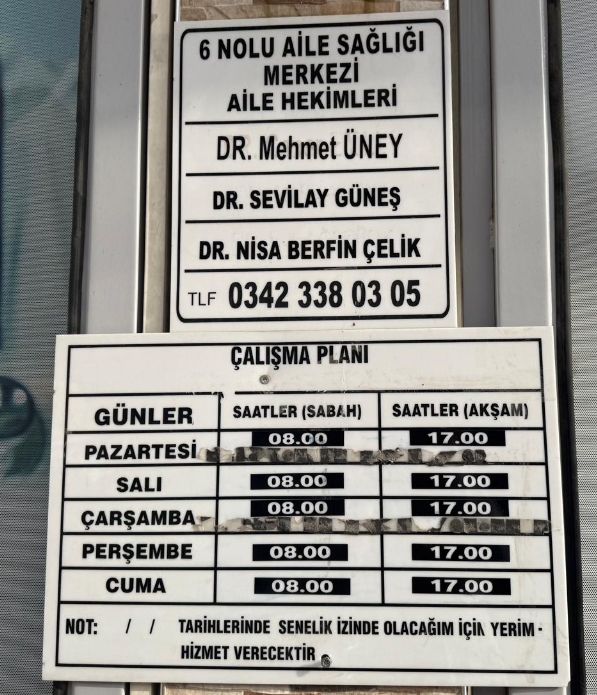 6 NOLU AİLE SAĞLIĞI
MERKEZİ
AİLE HEKİMLERİ
DR. Mehmet ÜNEY
DR. SEVİLAY GÜNEŞ
DR. NİSA BERFİN ÇELİK
TLF 0342 338 03 05
ÇALIŞMA PLANI
GÜNLER SAATLER (SABAH) SAATLER (AKŞAM)
PAZARTESİ 08.00 17.00
SALI 08.00 17.00
ÇARŞAMBA 08.00 17.00
PERŞEMBE 08.00 17.00
CUMA 08.00 17.00
NOT: / / TARİHLERİNDE SENELİK İZİNDE OLACAĞIM İÇİN YERİM -
HİZMET VERECEKTİR